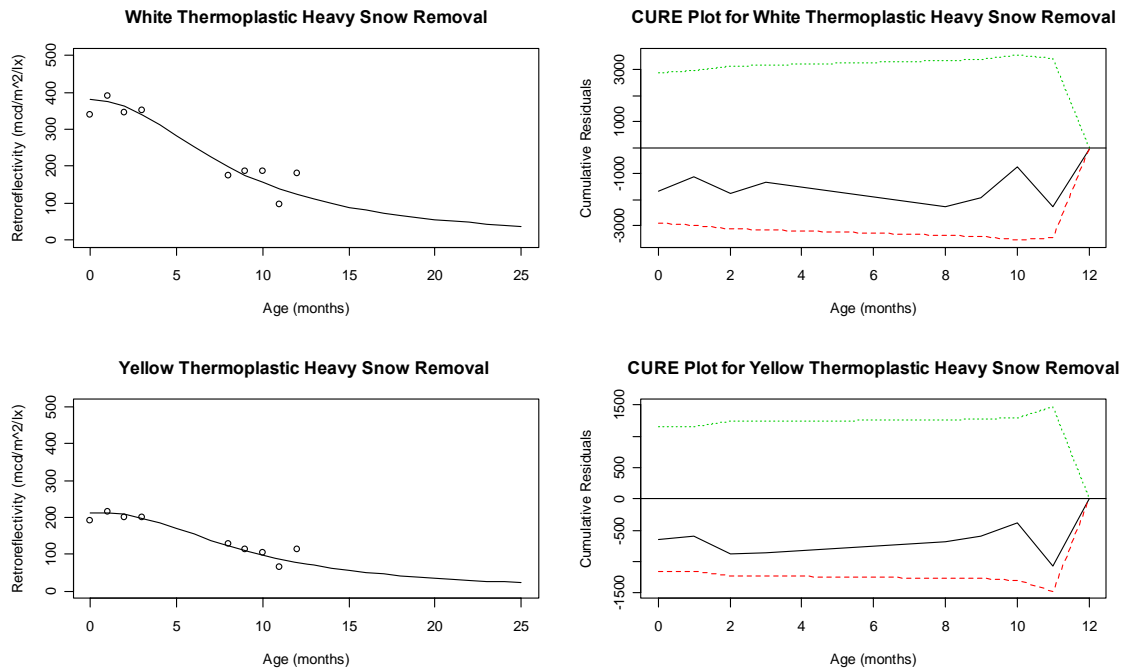 White Thermoplastic Heavy Snow Removal
Retroreflectivity (mcd/m^2/lx)
500
400
300
200
100
0
0 5 10 15 20 25
Age (months)
CURE Plot for White Thermoplastic Heavy Snow Removal
Cumulative Residuals
3000
0
-1000
-3000
0 2 4 6 8 10 12
Age (months)
Yellow Thermoplastic Heavy Snow Removal
Retroreflectivity (mcd/m^2/lx)
500
400
300
200
100
0
0 5 10 15 20 25
Age (months)
CURE Plot for Yellow Thermoplastic Heavy Snow Removal
Cumulative Residuals
1500
500
0
-500
-1500
0 2 4 6 8 10 12
Age (months)